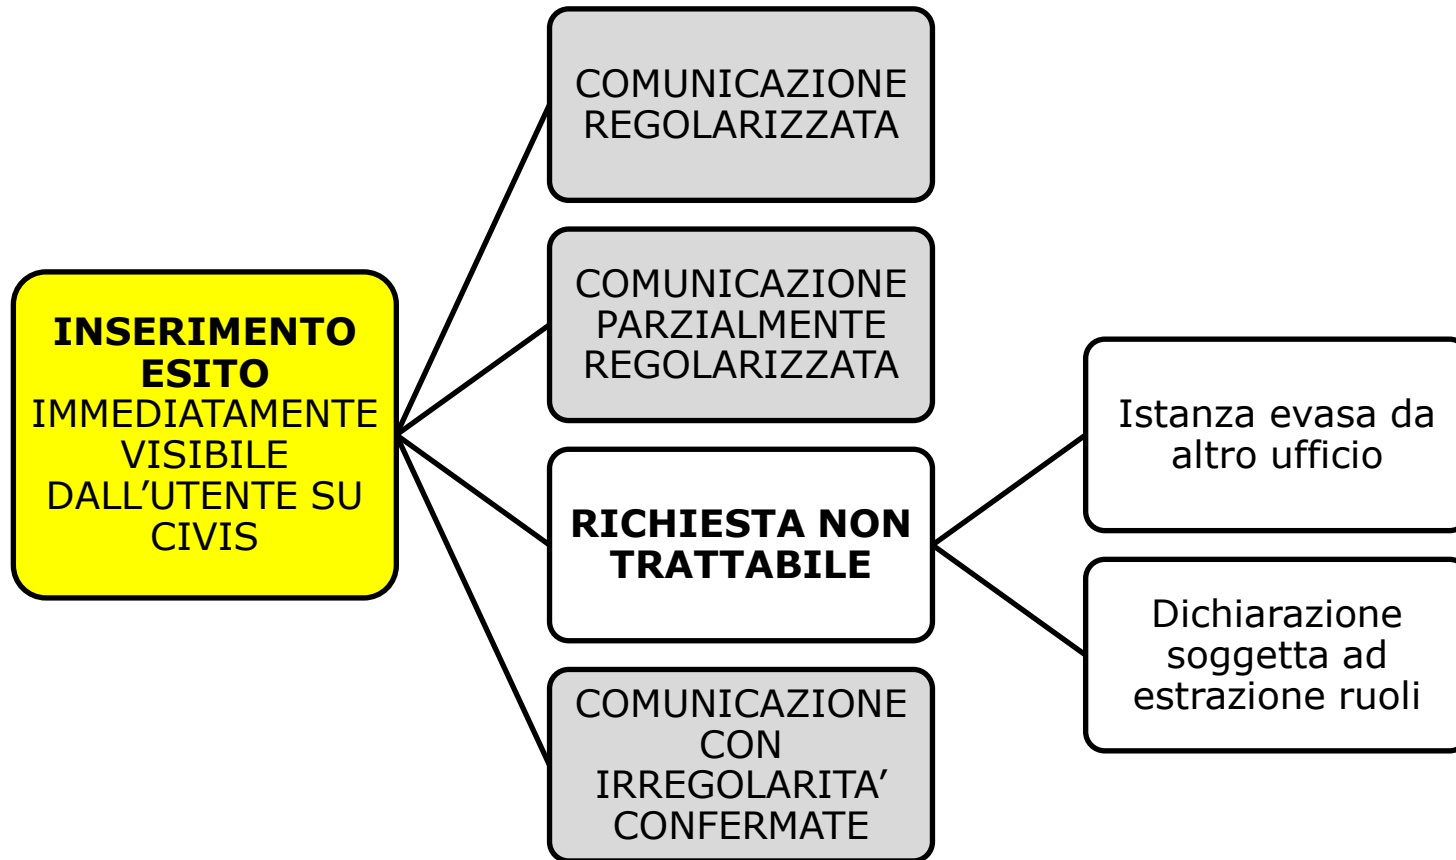 INSERIMENTO
ESITO
IMMEDIATAMENTE
VISIBILE
DALL’UTENTE SU
CIVIS
COMUNICAZIONE
REGOLARIZZATA
COMUNICAZIONE
PARZIALMENTE
REGOLARIZZATA
RICHIESTA NON
TRATTABILE
COMUNICAZIONE
CON
IRREGOLARITA’
CONFERMATE
Istanza evasa da
altro ufficio
Dichiarazione
soggetta ad
estrazione ruoli